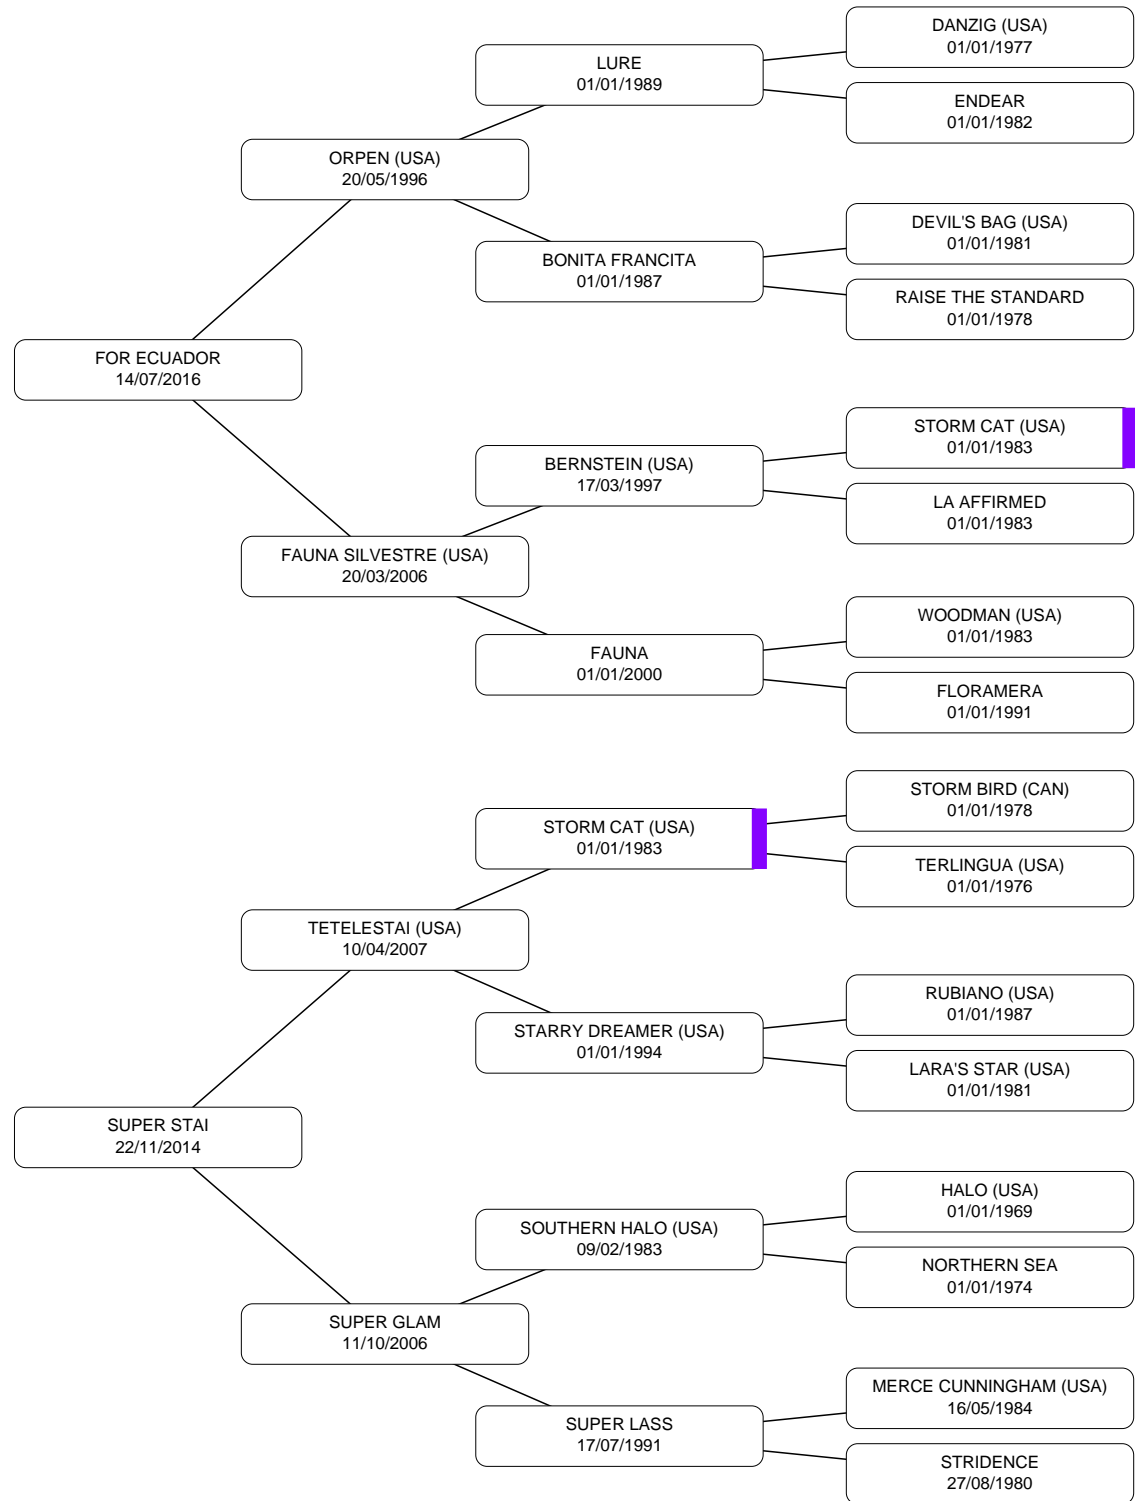 DANZIG (USA)
01/01/1977
LURE
01/01/1989
ENDEAR
01/01/1982
ORPEN (USA)
20/05/1996
DEVIL'S BAG (USA)
01/01/1981
BONITA FRANCITA
01/01/1987
RAISE THE STANDARD
01/01/1978
FOR ECUADOR
14/07/2016
STORM CAT (USA)
01/01/1983
BERNSTEIN (USA)
17/03/1997
LA AFFIRMED
01/01/1983
FAUNA SILVESTRE (USA)
20/03/2006
WOODMAN (USA)
01/01/1983
FAUNA
01/01/2000
FLORAMERA
01/01/1991
STORM BIRD (CAN)
01/01/1978
STORM CAT (USA)
01/01/1983
TERLINGUA (USA)
01/01/1976
TETELESTAI (USA)
10/04/2007
RUBIANO (USA)
01/01/1987
STARRY DREAMER (USA)
01/01/1994
LARA'S STAR (USA)
01/01/1981
SUPER STAI
22/11/2014
HALO (USA)
01/01/1969
SOUTHERN HALO (USA)
09/02/1983
NORTHERN SEA
01/01/1974
SUPER GLAM
11/10/2006
MERCE CUNNINGHAM (USA)
16/05/1984
SUPER LASS
17/07/1991
STRIDENCE
27/08/1980